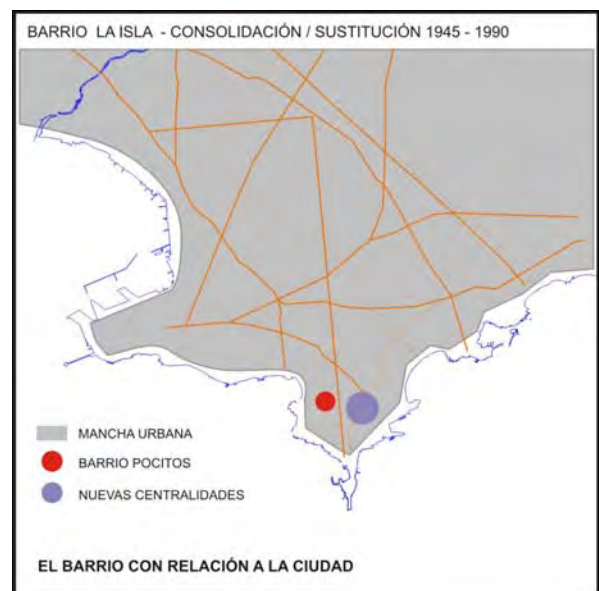 BARRIO LA ISLA - CONSOLIDACIÓN / SUSTITUCIÓN 1945 - 1990
MANCHA URBANA
BARRIO POCITOS
NUEVAS CENTRALIDADES
EL BARRIO CON RELACIÓN A LA CIUDAD